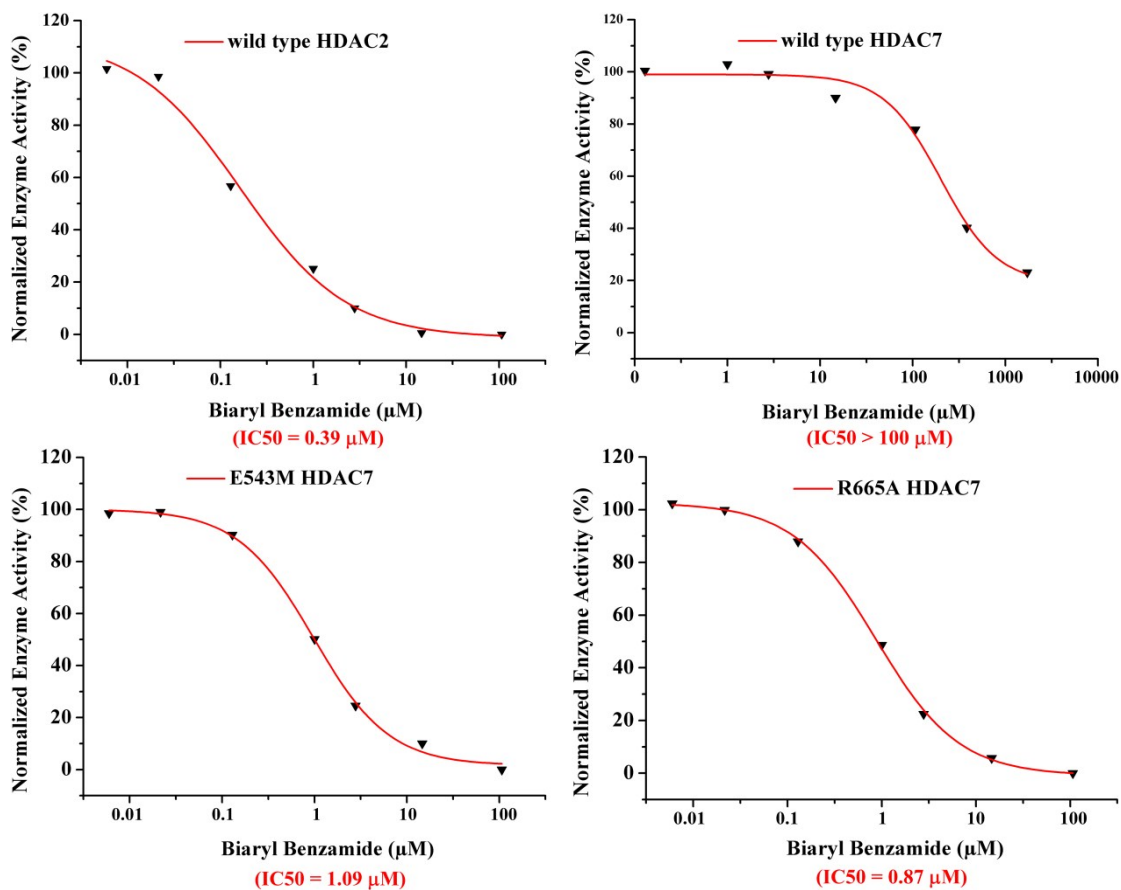 Normalized Enzyme Activity (%)
120
100
80
60
40
20
0
wild type HDAC2
0.01 0.1 1 10 100
Biaryl Benzamide (µM)
(IC50 = 0.39 µM)
Normalized Enzyme Activity (%)
120
100
80
60
40
20
0
wild type HDAC7
0 1 10 100 1000 10000
Biaryl Benzamide (µM)
(IC50 > 100 µM)
Normalized Enzyme Activity (%)
120
100
80
60
40
20
0
E543M HDAC7
0.01 0.1 1 10 100
Biaryl Benzamide (µM)
(IC50 = 1.09 µM)
Normalized Enzyme Activity (%)
120
100
80
60
40
20
0
R665A HDAC7
0.01 0.1 1 10 100
Biaryl Benzamide (µM)
(IC50 = 0.87 µM)